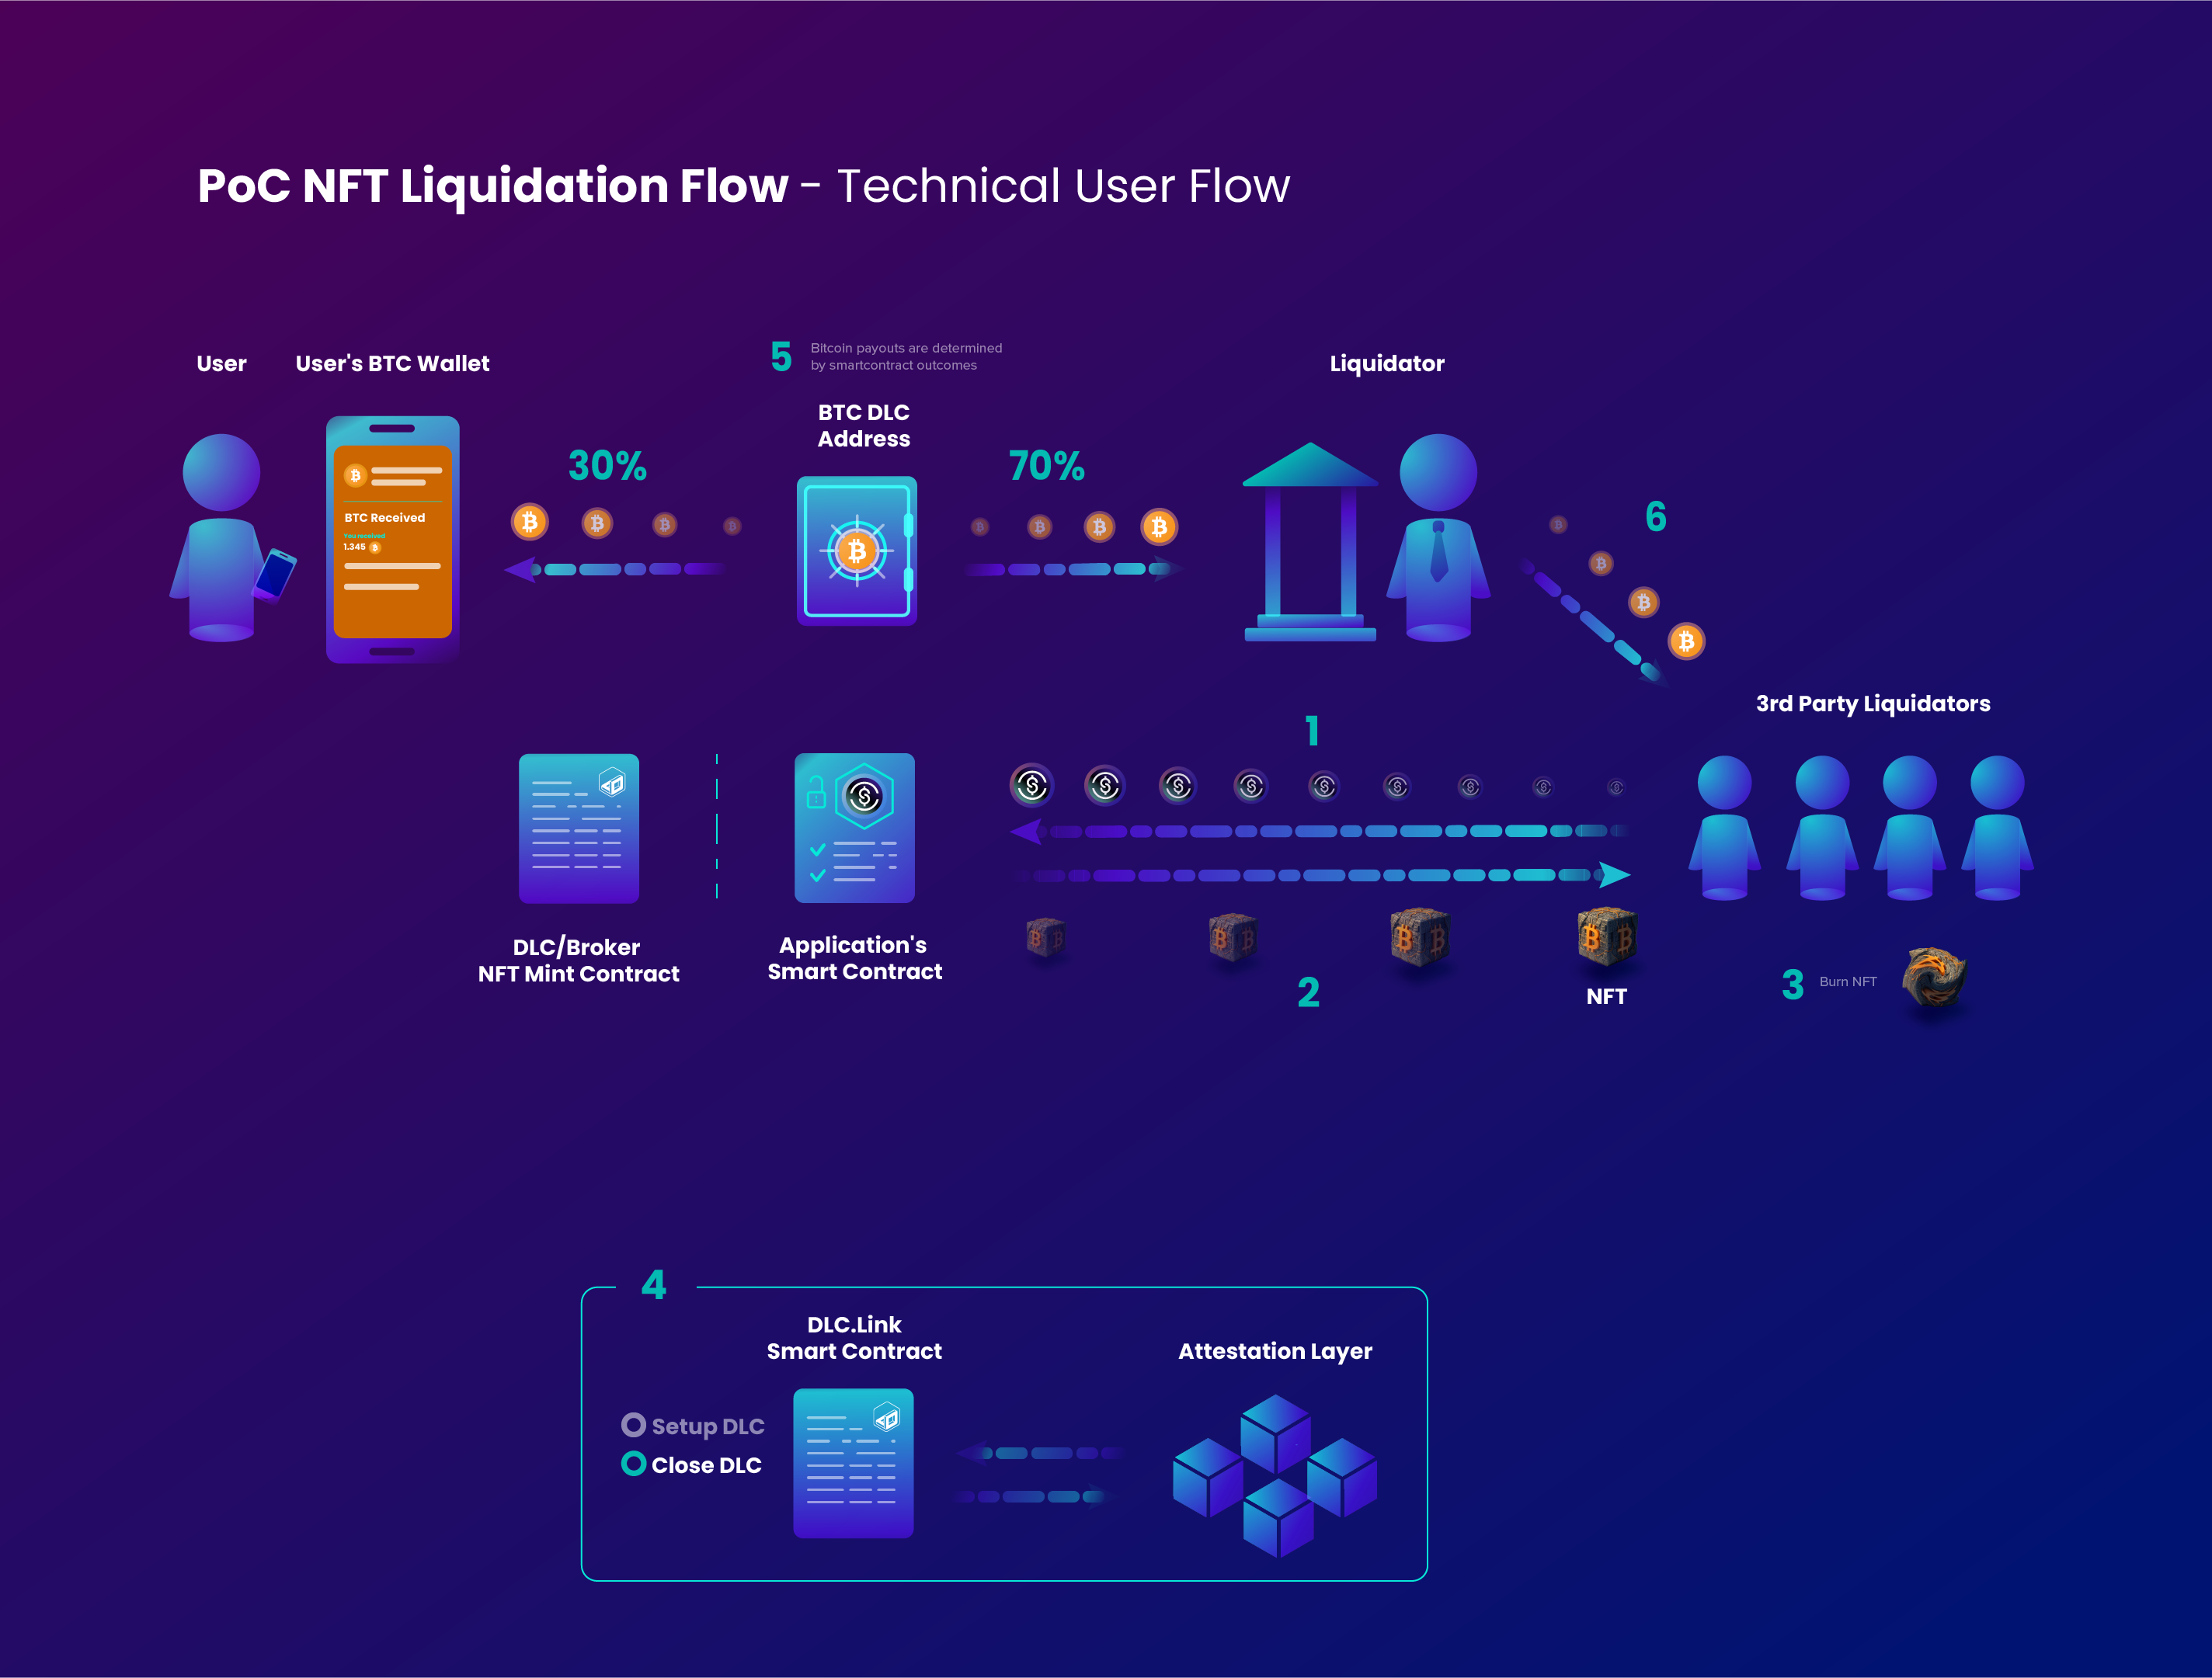 PoC NFT Liquidation Flow - Technical User Flow
User
User's BTC Wallet
5
Bitcoin payouts are determined
by smartcontract outcomes
Liquidator
BTC DLC
Address
30%
70%
BTC Received
You received
1.345
6
3rd Party Liquidators
1
DLC/Broker
NFT Mint Contract
Application's
Smart Contract
2
NFT
3
Burn NFT
4
DLC.Link
Smart Contract
Attestation Layer
Setup DLC
Close DLC